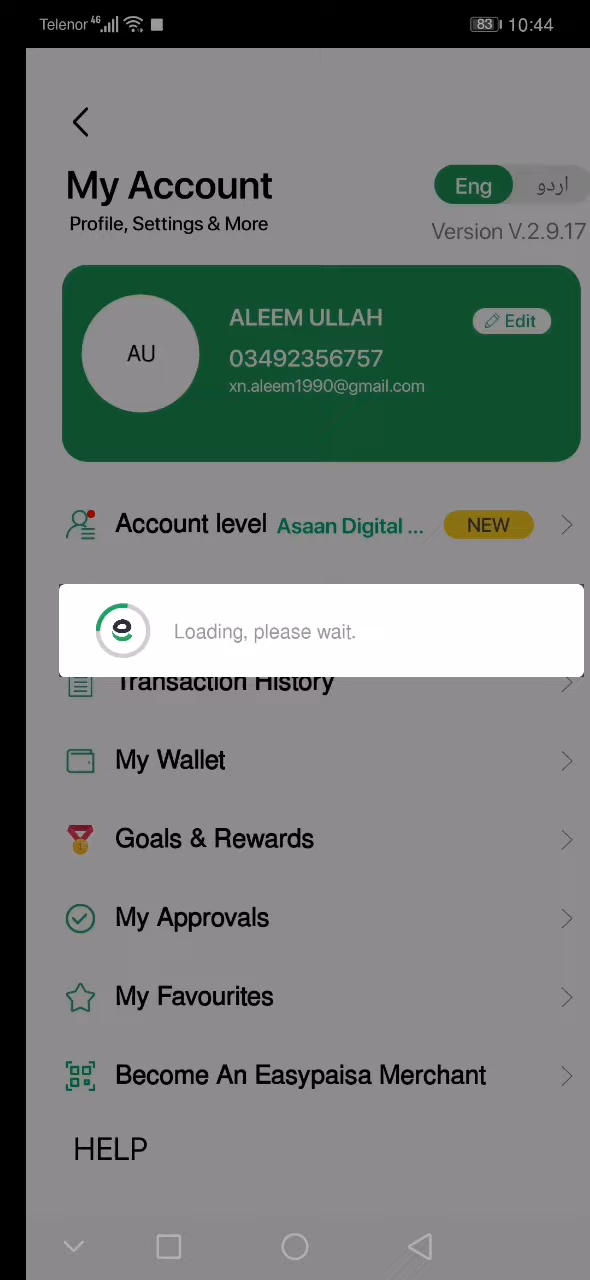 Telenor 4G 83 10:44
My Account
Eng اردو
Profile, Settings & More
Version V.2.9.17
AU
ALEEM ULLAH
Edit
03492356757
xn.aleem1990@gmail.com
Account level Asaan Digital ... NEW
Loading, please wait.
Transaction History
My Wallet
Goals & Rewards
My Approvals
My Favourites
Become An Easypaisa Merchant
HELP